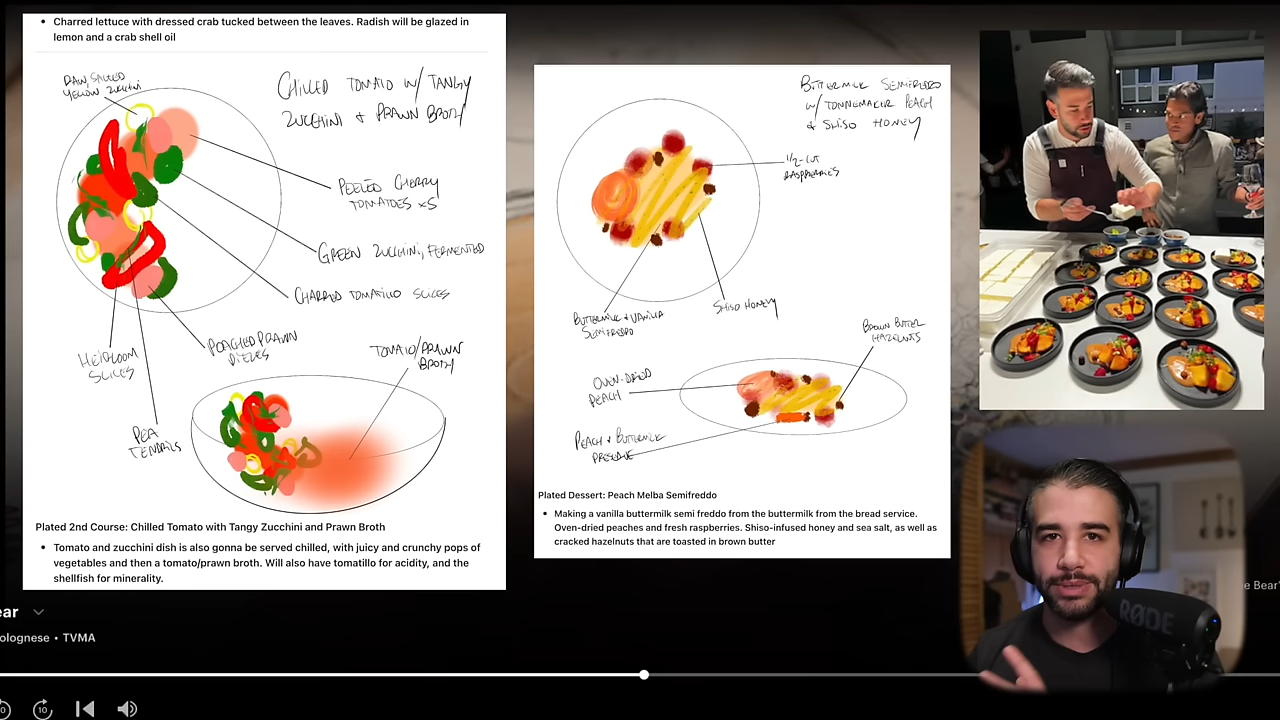 Charred lettuce with dressed crab tucked between the leaves. Radish will be glazed in
lemon and a crab shell oil
RAW, SALTED
YELLOW ZUCCHINI
CHILLED TOMATO W/ TANGY
ZUCCHINI & PRAWN BROTH
PEELED CHERRY
TOMATOES x5
GREEN ZUCCHINI, FERMENTED
CHARRED TOMATILLO SLICES
HEIRLOOM
SLICES
POACHED PRAWN
PIECES
TOMATO/PRAWN
BROTH
PEA
TENDRILS
Plated 2nd Course: Chilled Tomato with Tangy Zucchini and Prawn Broth
Tomato and zucchini dish is also gonna be served chilled, with juicy and crunchy pops of
vegetables and then a tomato/prawn broth. Will also have tomatillo for acidity, and the
shellfish for minerality.
BUTTERMILK SEMIFREDDO
W/ TONNEMAKER PEACH
& SHISO HONEY
1/2-CUT
RASPBERRIES
BUTTERMILK & VANILLA
SEMIFREDDO
SHISO HONEY
BROWN BUTTER
HAZELNUTS
OVEN-DRIED
PEACH
PEACH & BUTTERMILK
PRESERVE
Plated Dessert: Peach Melba Semifreddo
Making a vanilla buttermilk semi freddo from the buttermilk from the bread service.
Oven-dried peaches and fresh raspberries. Shiso-infused honey and sea salt, as well as
cracked hazelnuts that are toasted in brown butter
ear
olognese • TVMA
e Bear'
10
RØDE